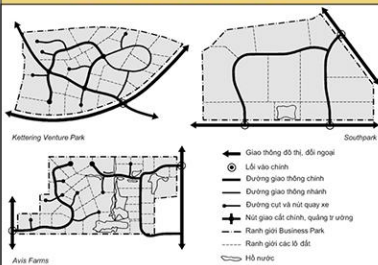 Kettering Venture Park
Southpark
Avis Farms
Giao thông đô thị, đối ngoại
Lối vào chính
Đường giao thông chính
Đường giao thông nhánh
Đường cụt và nút quay xe
Nút giao cắt chính, quảng trường
Ranh giới Business Park
Ranh giới các lô đất
Hồ nước